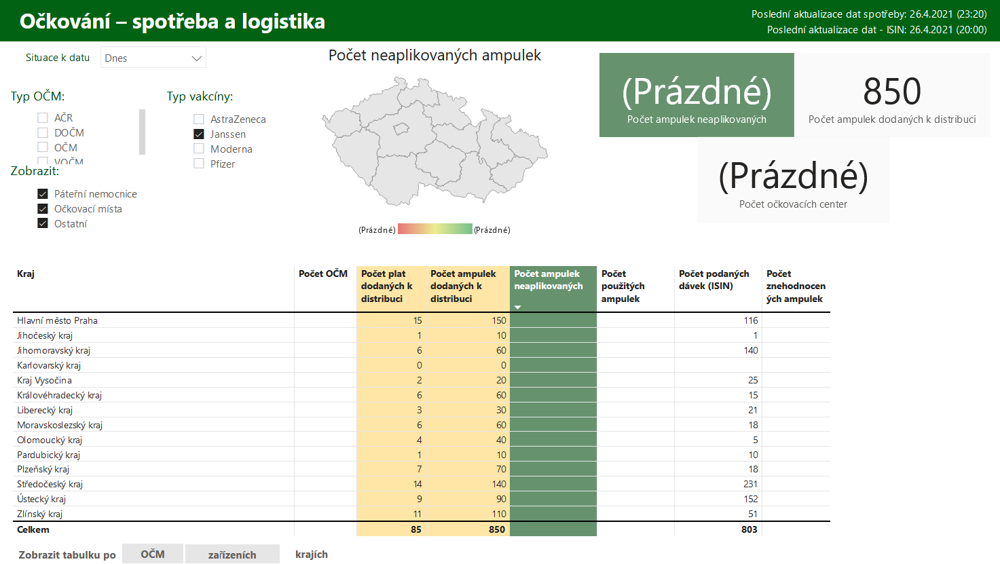 Očkování – spotřeba a logistika
Poslední aktualizace dat spotřeby: 26.4.2021 (23:20)
Poslední aktualizace dat - ISIN: 26.4.2021 (20:00)
Situace k datu
Dnes
Typ OČM:
AČR
DOČM
OČM
VOČM
Typ vakcíny:
AstraZeneca
Janssen
Moderna
Pfizer
Zobrazit:
Páteřní nemocnice
Očkovací místa
Ostatní
Počet neaplikovaných ampulek
(Prázdné)
(Prázdné)
(Prázdné)
Počet ampulek neaplikovaných
850
Počet ampulek dodaných k distribuci
(Prázdné)
Počet očkovacích center
Kraj
Počet OČM
Počet plat
dodaných k
distribuci
Počet ampulek
dodaných k
distribuci
Počet ampulek
neaplikovaných
Počet
použitých
ampulek
Počet podaných
dávek (ISIN)
Počet
znehodnocen
ých ampulek
Hlavní město Praha 15 150 116
Jihočeský kraj 1 10 1
Jihomoravský kraj 6 60 140
Karlovarský kraj 0 0
Kraj Vysočina 2 20 25
Královéhradecký kraj 6 60 15
Liberecký kraj 3 30 21
Moravskoslezský kraj 6 60 18
Olomoucký kraj 4 40 5
Pardubický kraj 1 10 10
Plzeňský kraj 7 70 18
Středočeský kraj 14 140 231
Ústecký kraj 9 90 152
Zlínský kraj 11 110 51
Celkem 85 850 803
Zobrazit tabulku po OČM zařízeních krajích